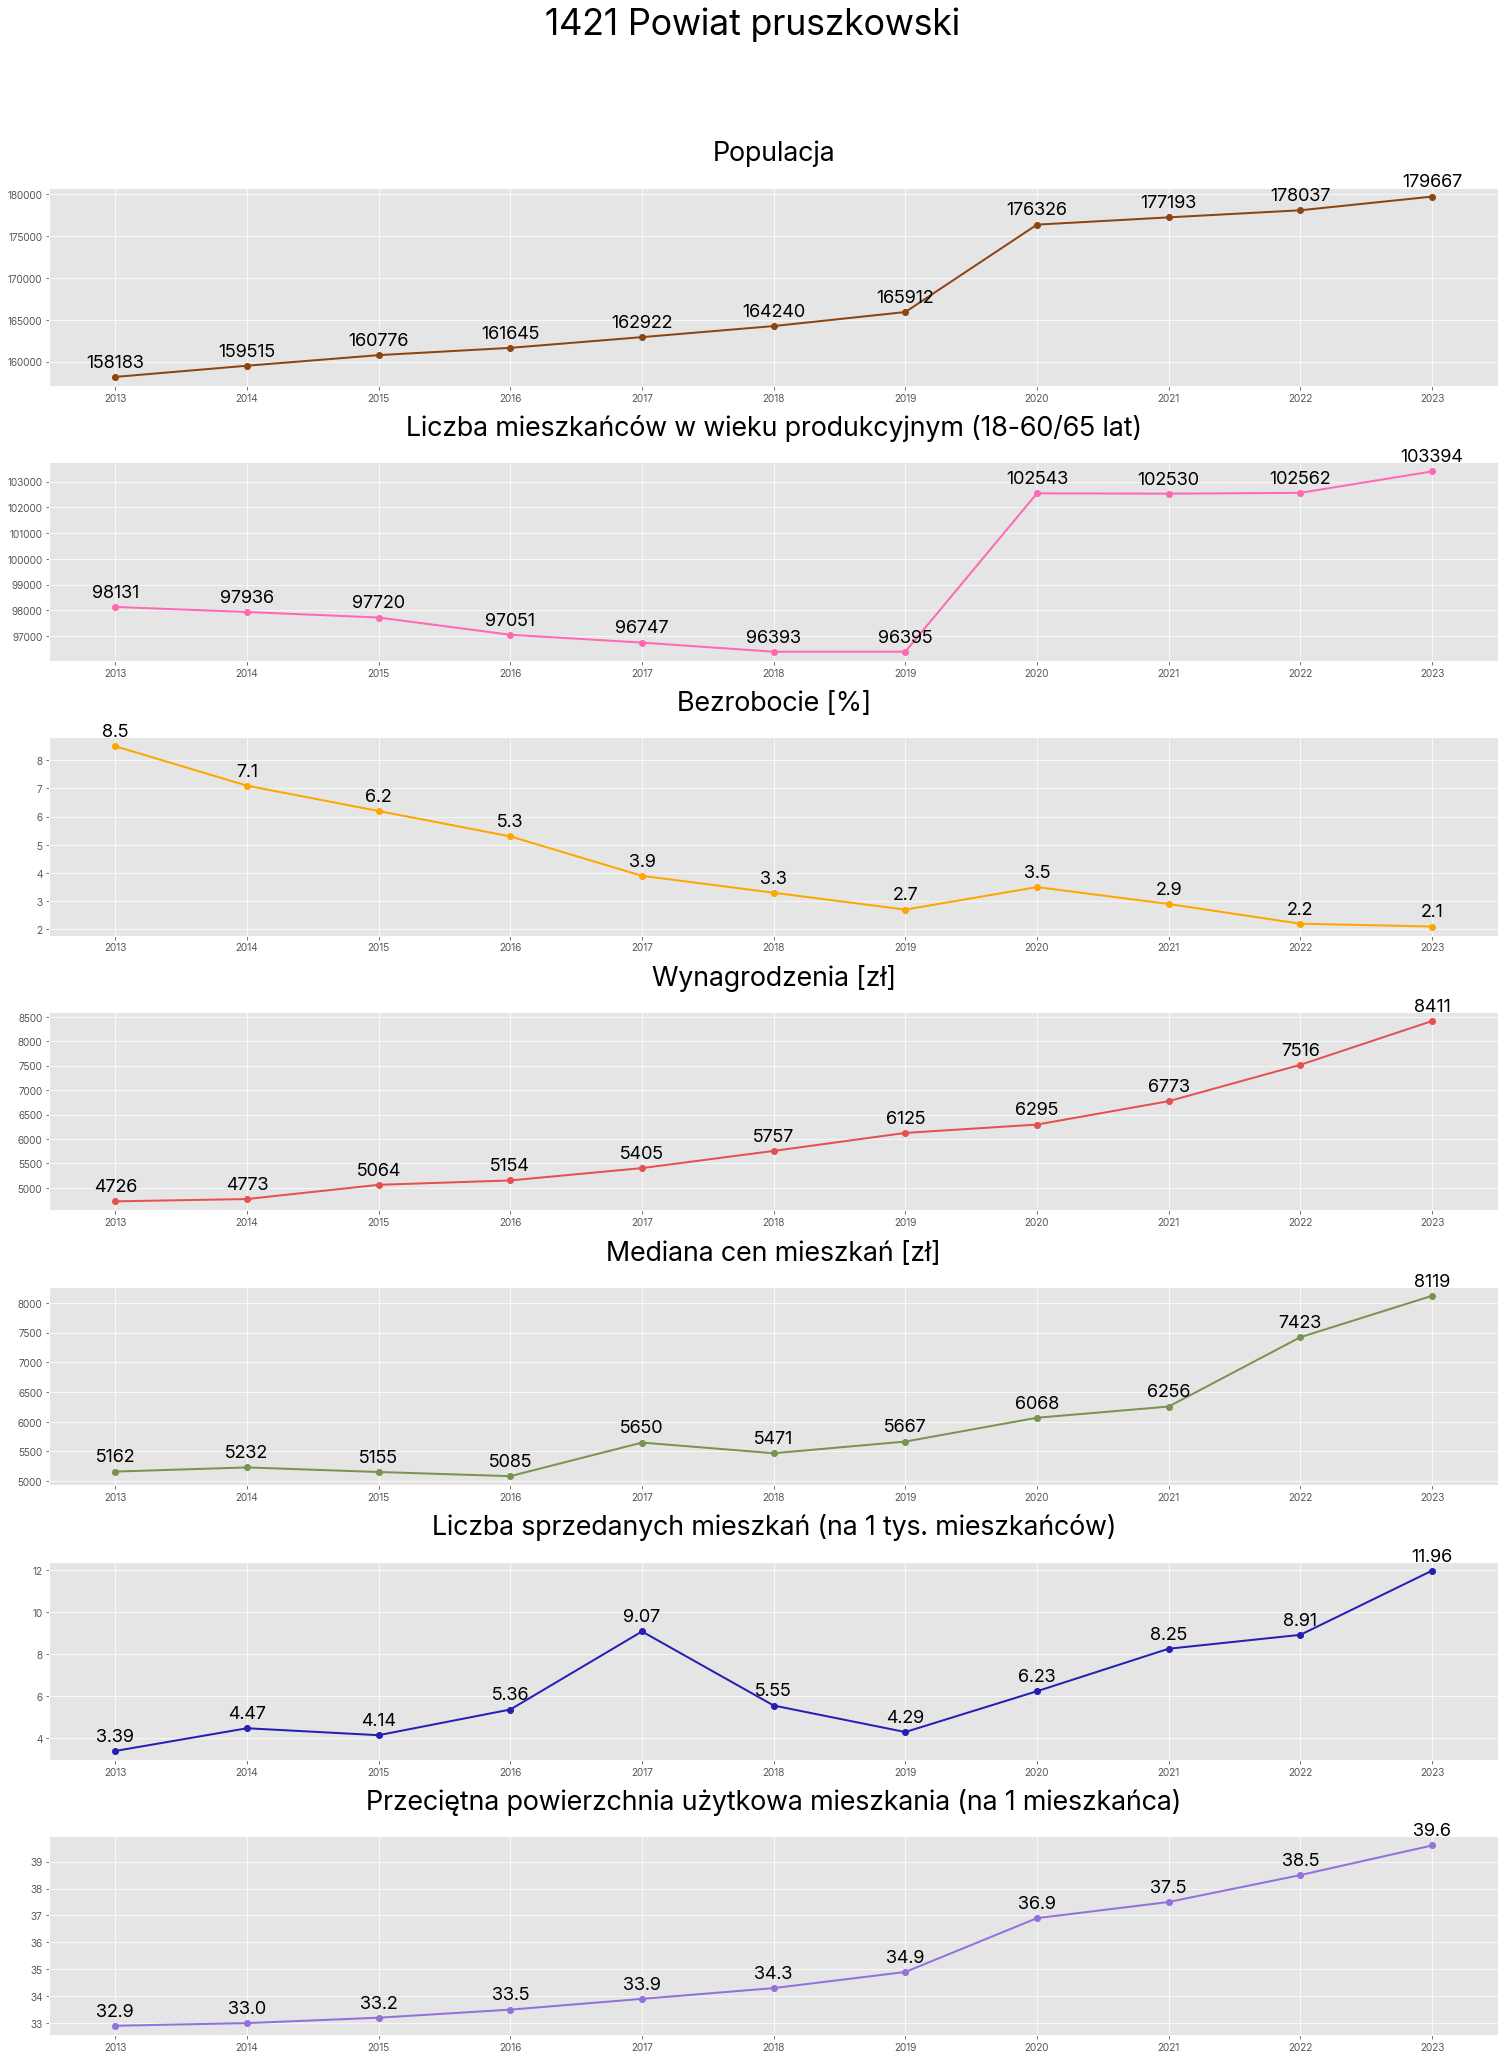 1421 Powiat pruszkowski
Populacja
180000
175000
170000
165000
160000
158183 159515 160776 161645 162922 164240 165912 176326 177193 178037 179667
2013 2014 2015 2016 2017 2018 2019 2020 2021 2022 2023
Liczba mieszkańców w wieku produkcyjnym (18-60/65 lat)
103000
102000
101000
100000
99000
98000
97000
98131 97936 97720 97051 96747 96393 96395 102543 102530 102562 103394
2013 2014 2015 2016 2017 2018 2019 2020 2021 2022 2023
Bezrobocie [%]
8
7
6
5
4
3
2
8.5 7.1 6.2 5.3 3.9 3.3 2.7 3.5 2.9 2.2 2.1
2013 2014 2015 2016 2017 2018 2019 2020 2021 2022 2023
Wynagrodzenia [zł]
8500
8000
7500
7000
6500
6000
5500
5000
4726 4773 5064 5154 5405 5757 6125 6295 6773 7516 8411
2013 2014 2015 2016 2017 2018 2019 2020 2021 2022 2023
Mediana cen mieszkań [zł]
8000
7500
7000
6500
6000
5500
5000
5162 5232 5155 5085 5650 5471 5667 6068 6256 7423 8119
2013 2014 2015 2016 2017 2018 2019 2020 2021 2022 2023
Liczba sprzedanych mieszkań (na 1 tys. mieszkańców)
12
10
8
6
4
3.39 4.47 4.14 5.36 9.07 5.55 4.29 6.23 8.25 8.91 11.96
2013 2014 2015 2016 2017 2018 2019 2020 2021 2022 2023
Przeciętna powierzchnia użytkowa mieszkania (na 1 mieszkańca)
39
38
37
36
35
34
33
32.9 33.0 33.2 33.5 33.9 34.3 34.9 36.9 37.5 38.5 39.6
2013 2014 2015 2016 2017 2018 2019 2020 2021 2022 2023